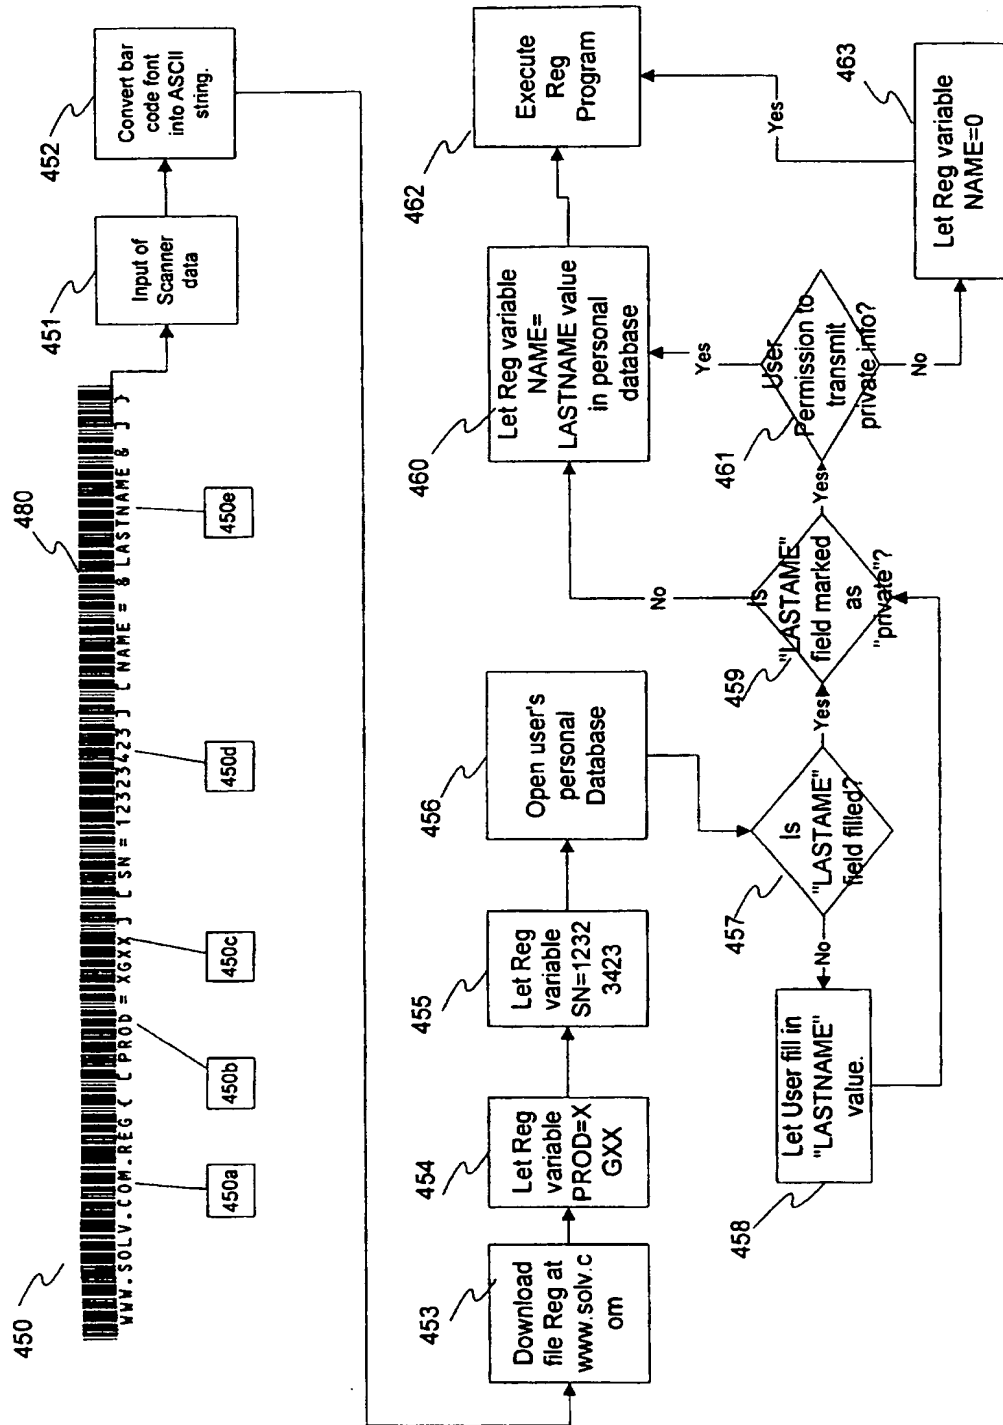 450
480
WWW.SOLV.COM.REG { [ PROD = XGXX ] [ SN = 12323423 ] [ NAME = & LASTNAME & ] }
450a
450b
450c
450d
450e
451
Input of
Scanner
data
452
Convert bar
code font
into ASCII
string.
453
Download
file Reg at
www.solv.c
om
454
Let Reg
variable
PROD=X
GXX
455
Let Reg
variable
SN=1232
3423
456
Open user's
personal
Database
457
Is
"LASTAME"
field filled?
No
Yes
458
Let User fill in
"LASTNAME"
value.
459
Is
"LASTAME"
field marked
as
"private"?
No
Yes
460
Let Reg variable
NAME=
LASTNAME value
in personal
database
461
User
Permission to
transmit
private info?
Yes
No
462
Execute
Reg
Program
Yes
463
Let Reg variable
NAME=0